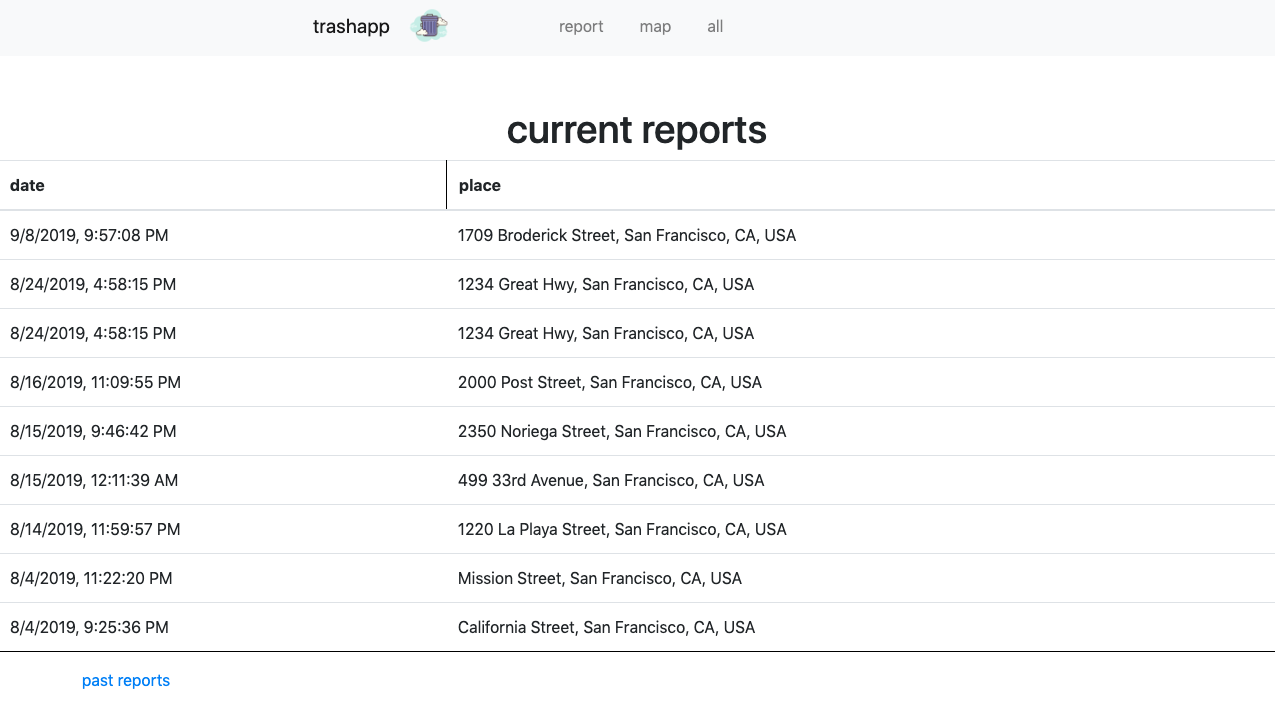 trashapp report map all
current reports
date place
9/8/2019, 9:57:08 PM 1709 Broderick Street, San Francisco, CA, USA
8/24/2019, 4:58:15 PM 1234 Great Hwy, San Francisco, CA, USA
8/24/2019, 4:58:15 PM 1234 Great Hwy, San Francisco, CA, USA
8/16/2019, 11:09:55 PM 2000 Post Street, San Francisco, CA, USA
8/15/2019, 9:46:42 PM 2350 Noriega Street, San Francisco, CA, USA
8/15/2019, 12:11:39 AM 499 33rd Avenue, San Francisco, CA, USA
8/14/2019, 11:59:57 PM 1220 La Playa Street, San Francisco, CA, USA
8/4/2019, 11:22:20 PM Mission Street, San Francisco, CA, USA
8/4/2019, 9:25:36 PM California Street, San Francisco, CA, USA
past reports